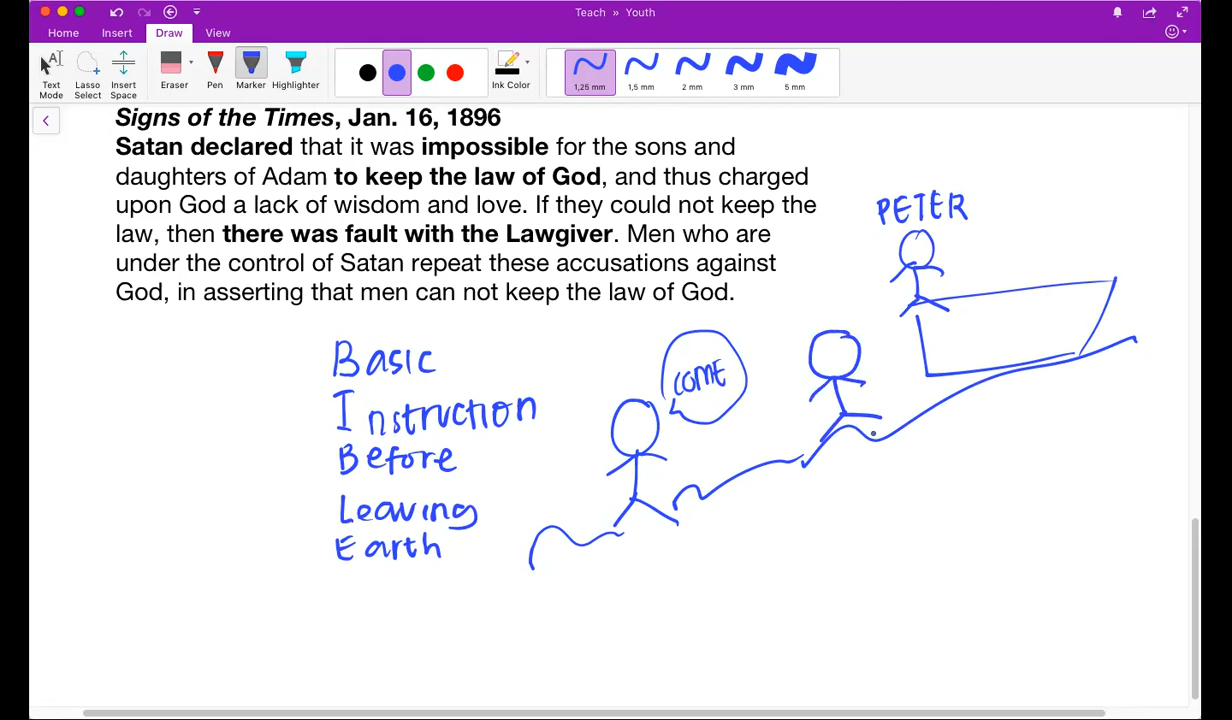 Teach » Youth
Home Insert Draw View
Text Mode
Lasso Select
Insert Space
Eraser
Pen
Marker
Highlighter
Ink Color
1,25 mm
1,5 mm
2 mm
3 mm
5 mm
Signs of the Times, Jan. 16, 1896
Satan declared that it was impossible for the sons and
daughters of Adam to keep the law of God, and thus charged
upon God a lack of wisdom and love. If they could not keep the
law, then there was fault with the Lawgiver. Men who are
under the control of Satan repeat these accusations against
God, in asserting that men can not keep the law of God.
PETER
Basic
Instruction
Before
Leaving
Earth
COME